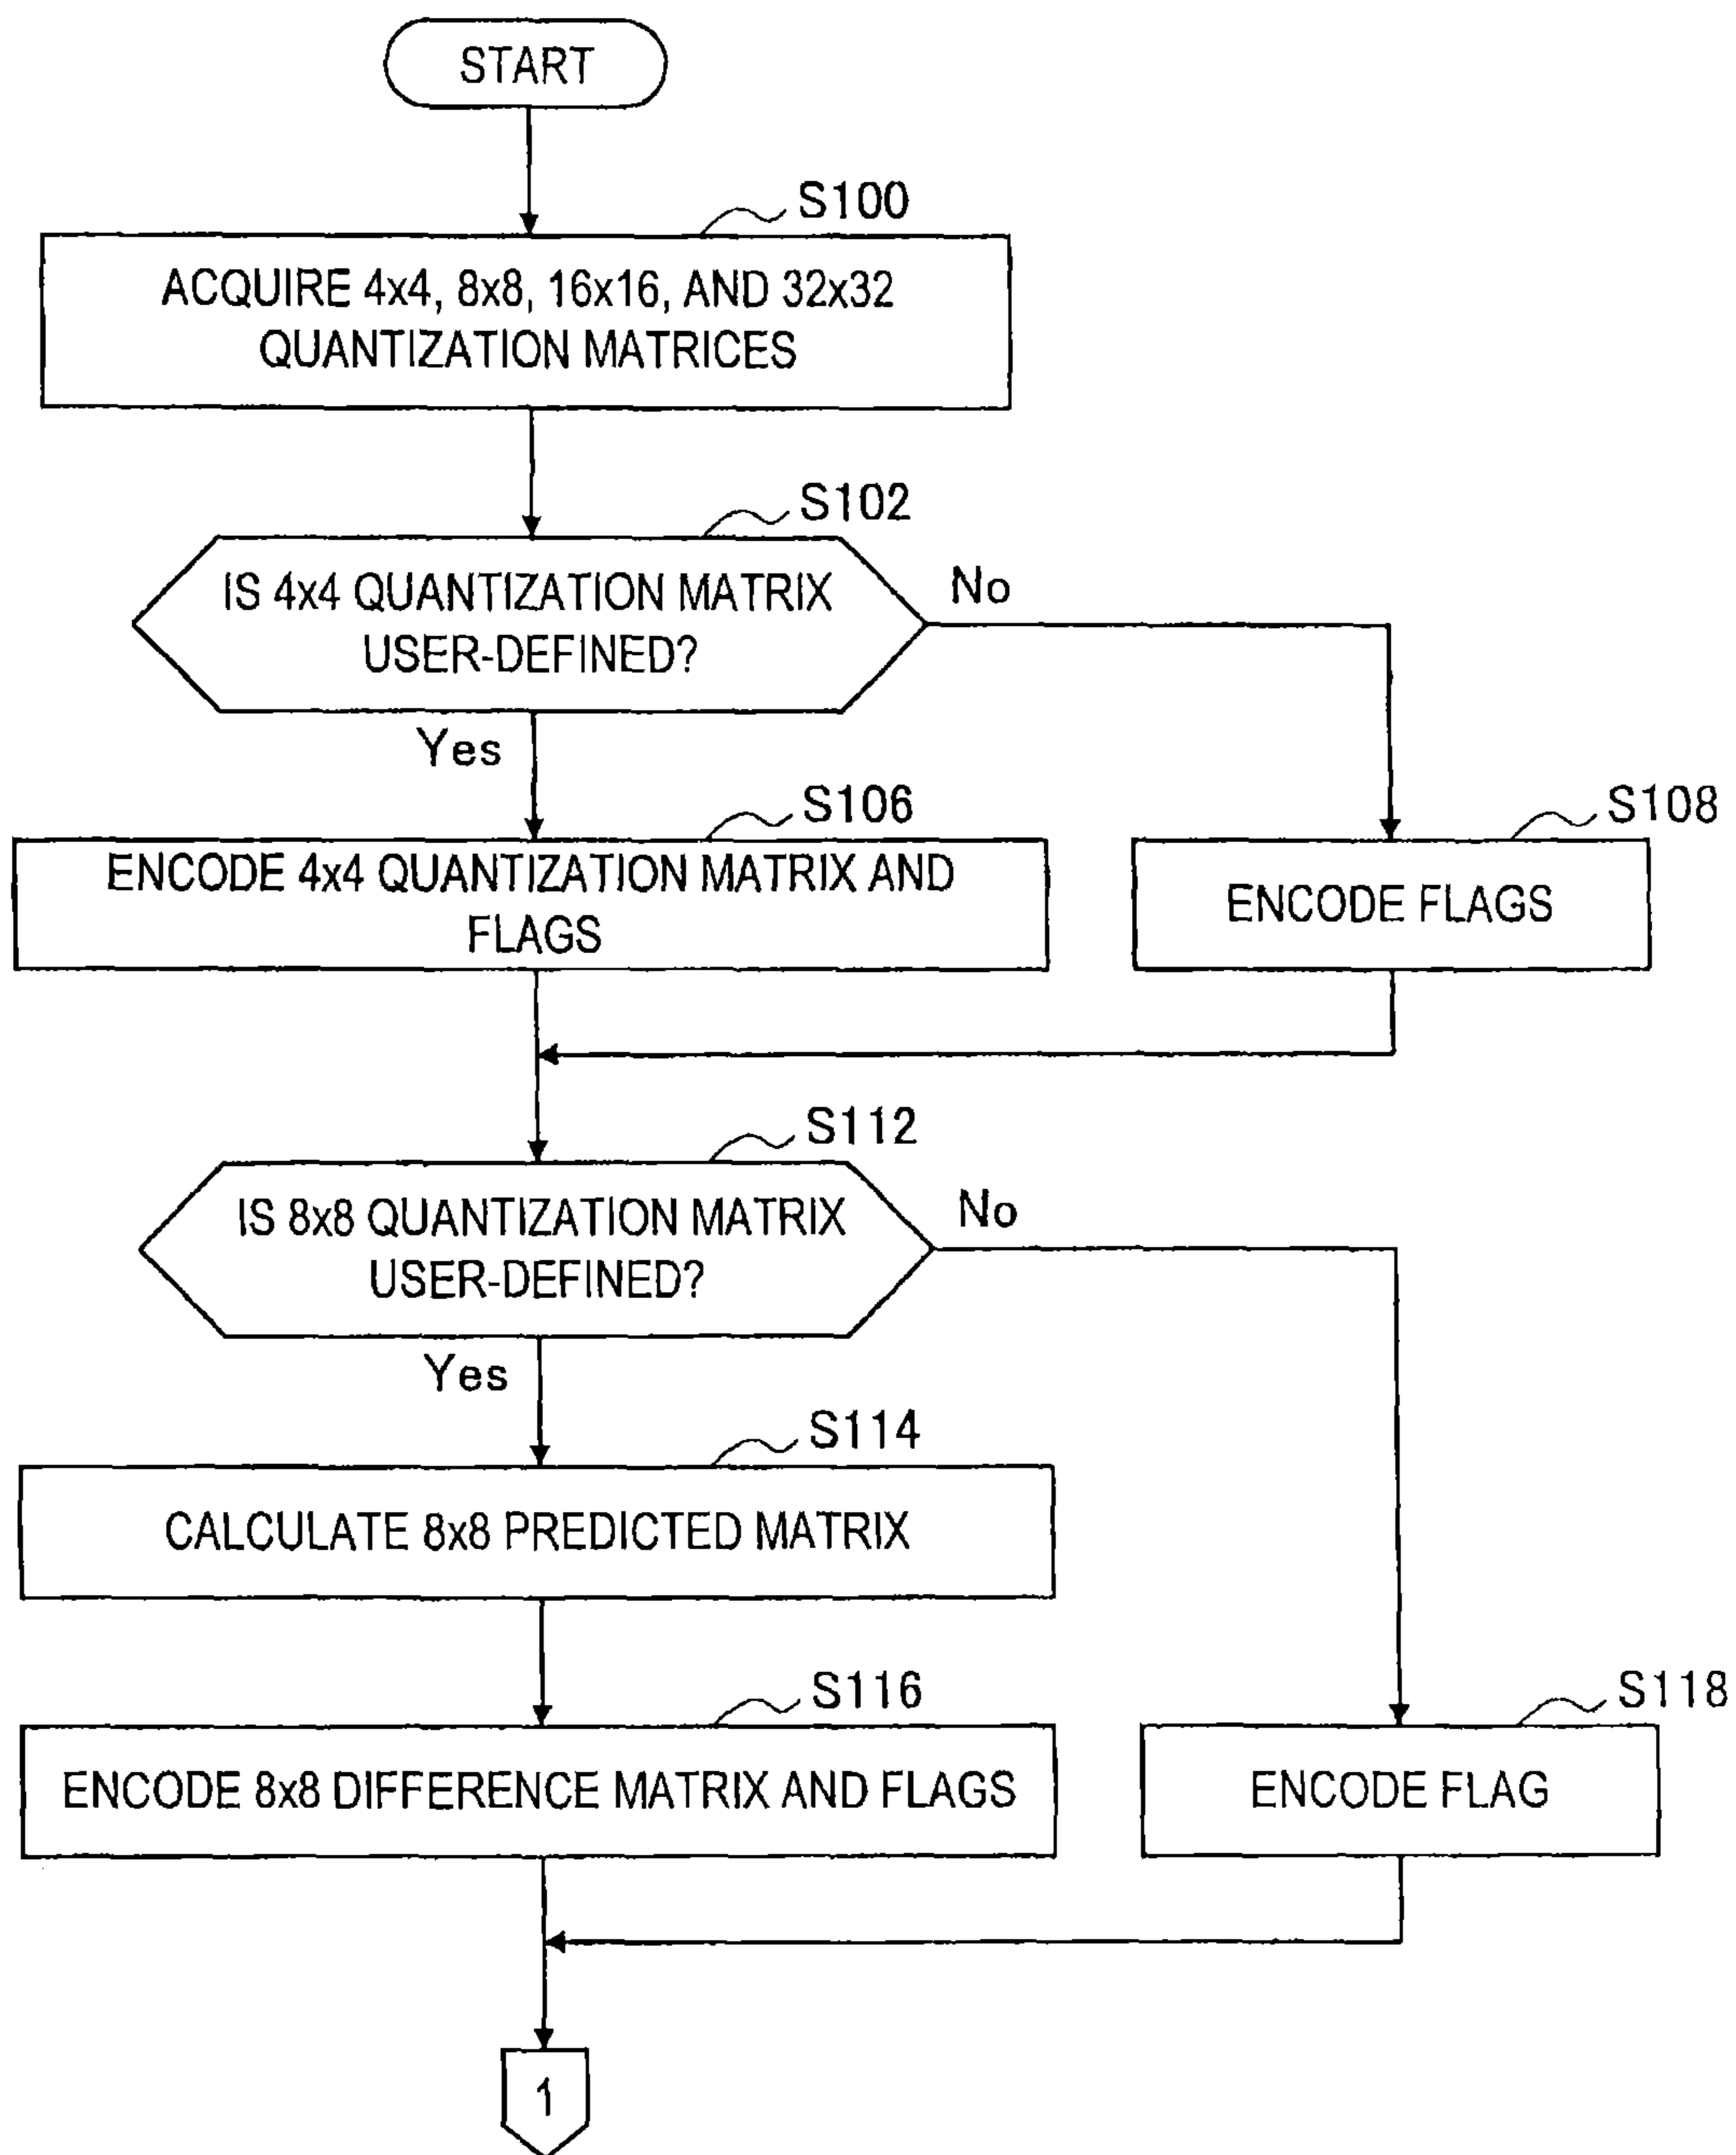 START
S100
ACQUIRE 4x4, 8x8, 16x16, AND 32x32
QUANTIZATION MATRICES
S102
IS 4x4 QUANTIZATION MATRIX
USER-DEFINED?
No
Yes
S106
ENCODE 4x4 QUANTIZATION MATRIX AND
FLAGS
S108
ENCODE FLAGS
S112
IS 8x8 QUANTIZATION MATRIX
USER-DEFINED?
No
Yes
S114
CALCULATE 8x8 PREDICTED MATRIX
S116
ENCODE 8x8 DIFFERENCE MATRIX AND FLAGS
S118
ENCODE FLAG
1